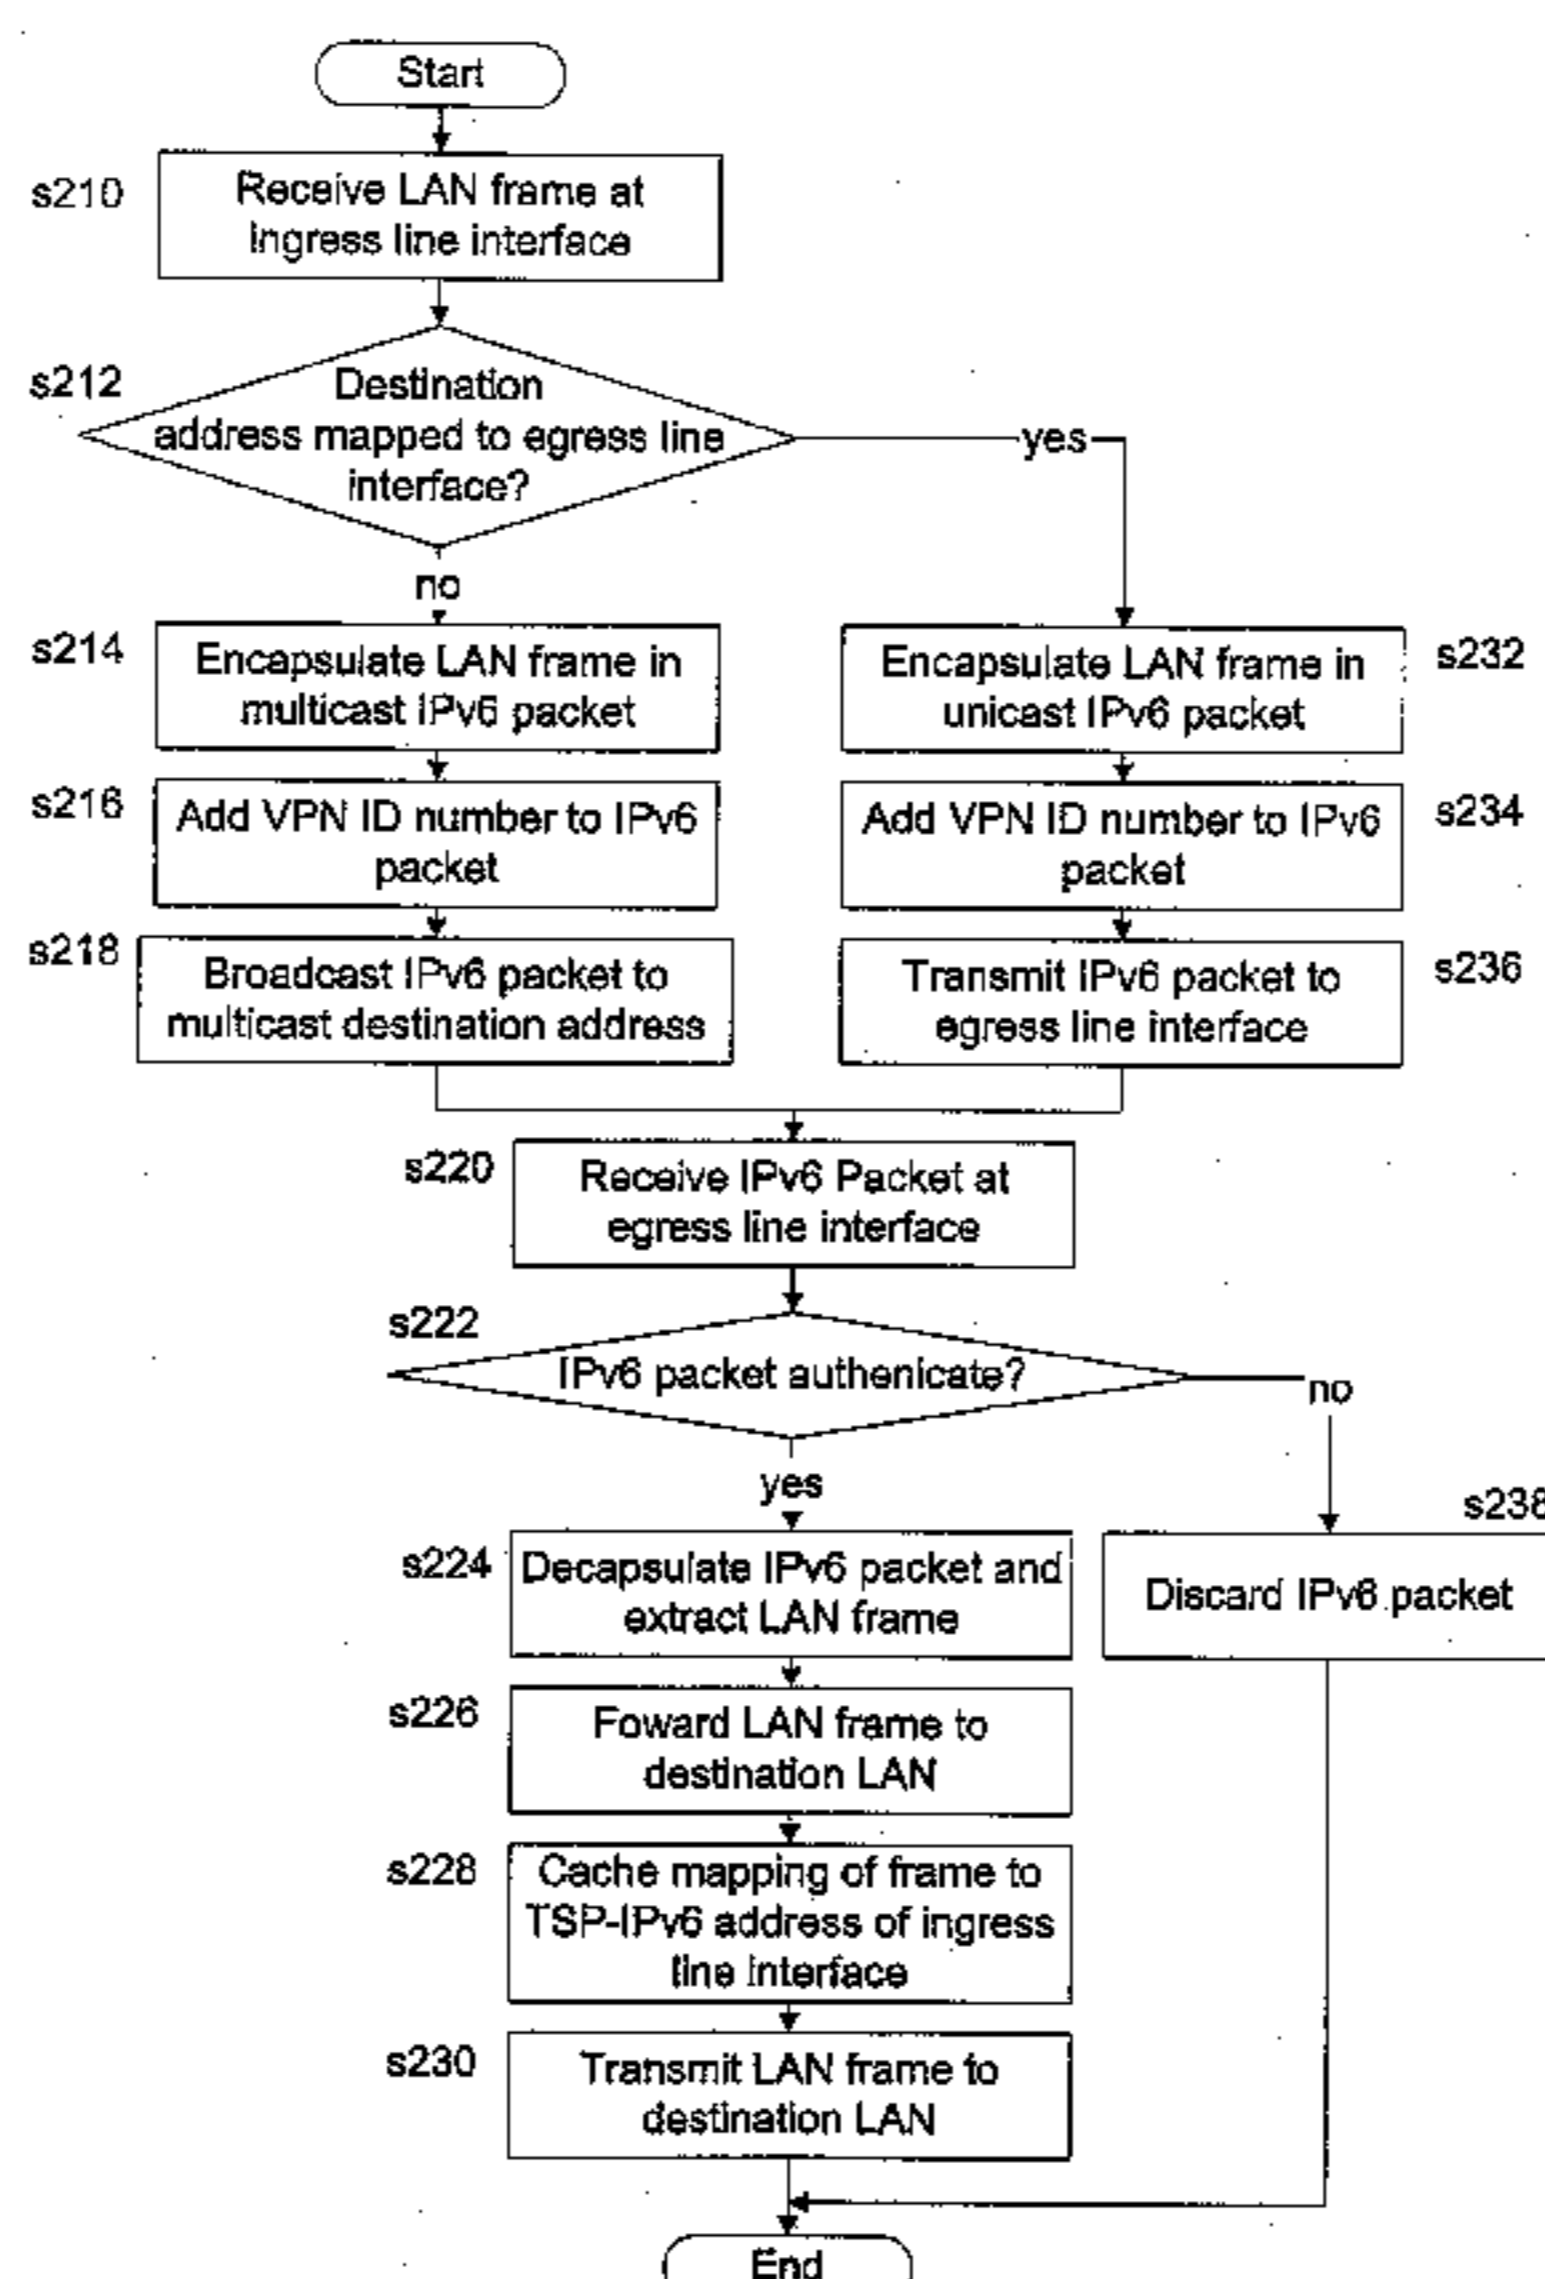 Start
s210
Receive LAN frame at
Ingress line interface
s212
Destination
address mapped to egress line
interface?
yes
no
s214
Encapsulate LAN frame in
multicast IPv6 packet
Encapsulate LAN frame in
unicast IPv6 packet
s232
s216
Add VPN ID number to IPv6
packet
Add VPN ID number to IPv6
packet
s234
s218
Broadcast IPv6 packet to
multicast destination address
Transmit IPv6 packet to
egress line interface
s236
s220
Receive IPv6 Packet at
egress line interface
s222
IPv6 packet authenicate?
no
yes
s238
s224
Decapsulate IPv6 packet and
extract LAN frame
Discard IPv6 packet
s226
Foward LAN frame to
destination LAN
s228
Cache mapping of frame to
TSP-IPv6 address of ingress
line interface
s230
Transmit LAN frame to
destination LAN
End